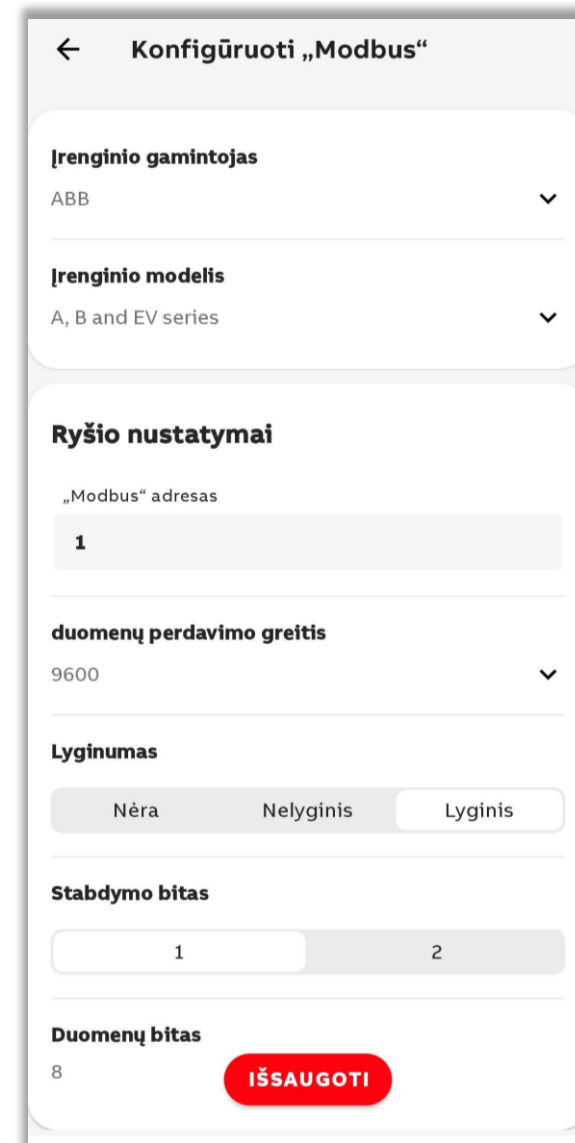 Konfigūruoti „Modbus“
Įrenginio gamintojas
ABB
Įrenginio modelis
A, B and EV series
Ryšio nustatymai
„Modbus“ adresas
1
duomenų perdavimo greitis
9600
Lyginumas
Nėra Nelyginis Lyginis
Stabdymo bitas
1 2
Duomenų bitas
8
IŠSAUGOTI